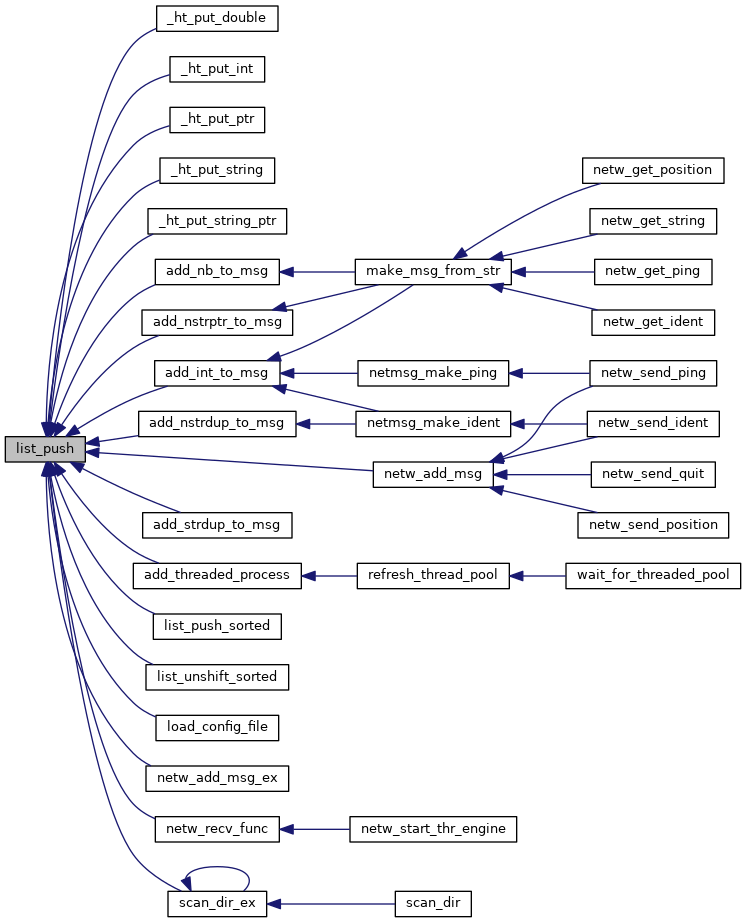 _ht_put_double
_ht_put_int
_ht_put_ptr
_ht_put_string
netw_get_position
_ht_put_string_ptr
netw_get_string
add_nb_to_msg
make_msg_from_str
netw_get_ping
add_nstrptr_to_msg
netw_get_ident
add_int_to_msg
netmsg_make_ping
netw_send_ping
add_nstrdup_to_msg
netmsg_make_ident
netw_send_ident
list_push
netw_add_msg
netw_send_quit
add_strdup_to_msg
netw_send_position
add_threaded_process
refresh_thread_pool
wait_for_threaded_pool
list_push_sorted
list_unshift_sorted
load_config_file
netw_add_msg_ex
netw_recv_func
netw_start_thr_engine
scan_dir_ex
scan_dir